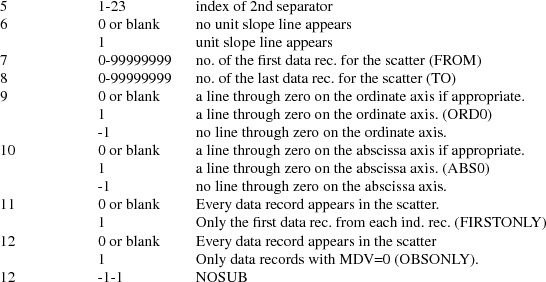 5 1-23 index of 2nd separator
6 0 or blank no unit slope line appears
1 unit slope line appears
7 0-99999999 no. of the first data rec. for the scatter (FROM)
8 0-99999999 no. of the last data rec. for the scatter (TO)
9 0 or blank a line through zero on the ordinate axis if appropriate.
1 a line through zero on the ordinate axis. (ORD0)
-1 no line through zero on the ordinate axis.
10 0 or blank a line through zero on the abscissa axis if appropriate.
1 a line through zero on the abscissa axis. (ABS0)
-1 no line through zero on the abscissa axis.
11 0 or blank Every data record appears in the scatter.
1 Only the first data rec. from each ind. rec. (FIRSTONLY)
12 0 or blank Every data record appears in the scatter
1 Only data records with MDV=0 (OBSONLY).
12 -1-1 NOSUB